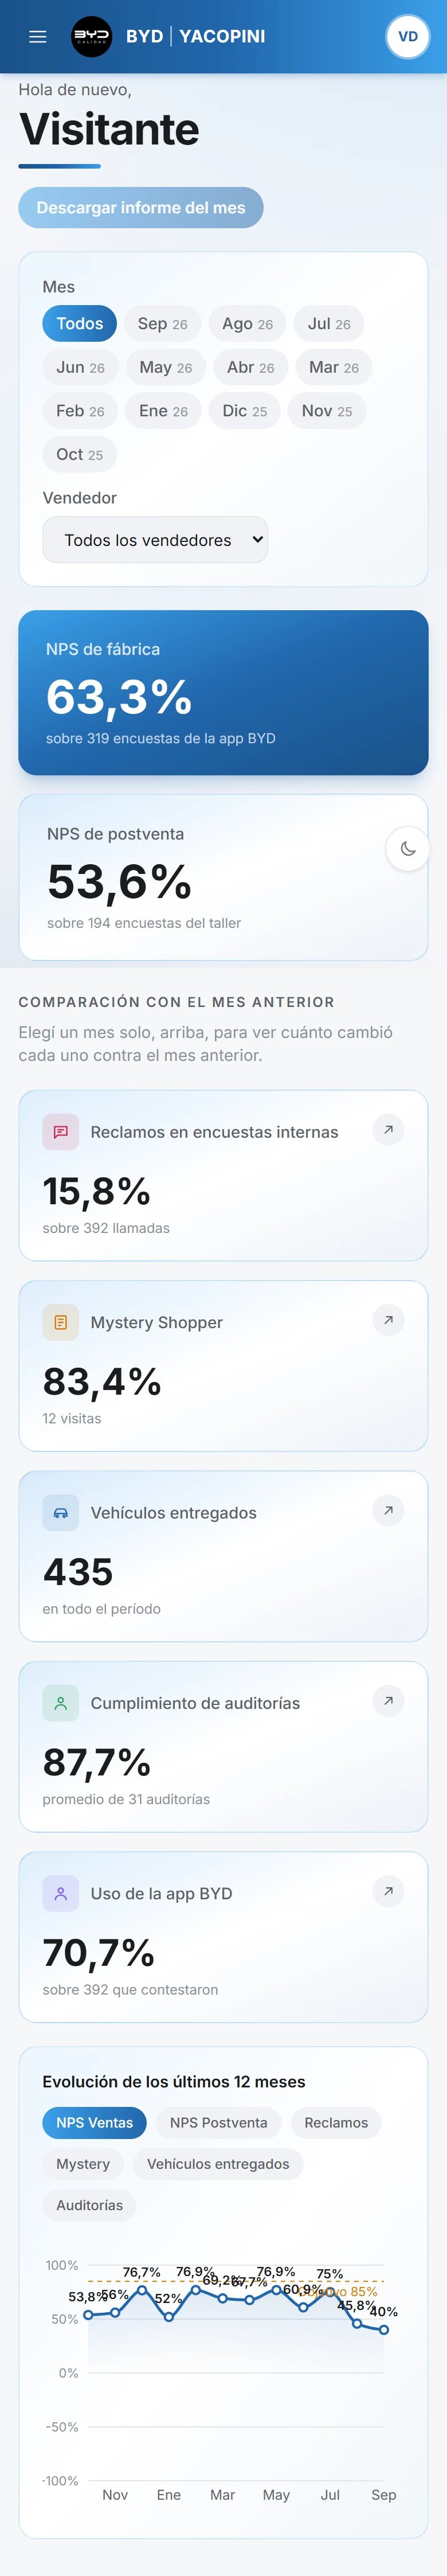 BYD
CALIDAD
BYD | YACOPINI
VD
Hola de nuevo,
Visitante
Descargar informe del mes
Mes
Todos Sep 26 Ago 26 Jul 26
Jun 26 May 26 Abr 26 Mar 26
Feb 26 Ene 26 Dic 25 Nov 25
Oct 25
Vendedor
Todos los vendedores
NPS de fábrica
63,3%
sobre 319 encuestas de la app BYD
NPS de postventa
53,6%
sobre 194 encuestas del taller
COMPARACIÓN CON EL MES ANTERIOR
Elegí un mes solo, arriba, para ver cuánto cambió
cada uno contra el mes anterior.
Reclamos en encuestas internas
15,8%
sobre 392 llamadas
Mystery Shopper
83,4%
12 visitas
Vehículos entregados
435
en todo el período
Cumplimiento de auditorías
87,7%
promedio de 31 auditorías
Uso de la app BYD
70,7%
sobre 392 que contestaron
Evolución de los últimos 12 meses
NPS Ventas NPS Postventa Reclamos
Mystery Vehículos entregados
Auditorías
100%
50%
0%
-50%
-100%
53,8% 56% 76,7% 52% 76,9% 69,2% 67,7% 76,9% 60,9% 75% 45,8% 40%
Objetivo 85%
Nov Ene Mar May Jul Sep